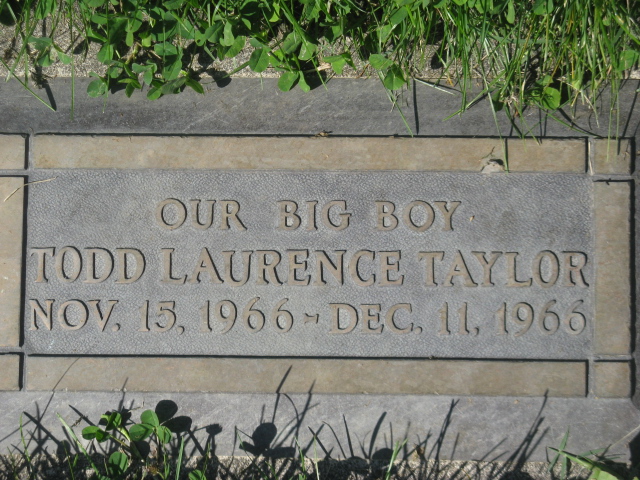 OUR BIG BOY
TODD LAURENCE TAYLOR
NOV. 15, 1966 - DEC. 11, 1966